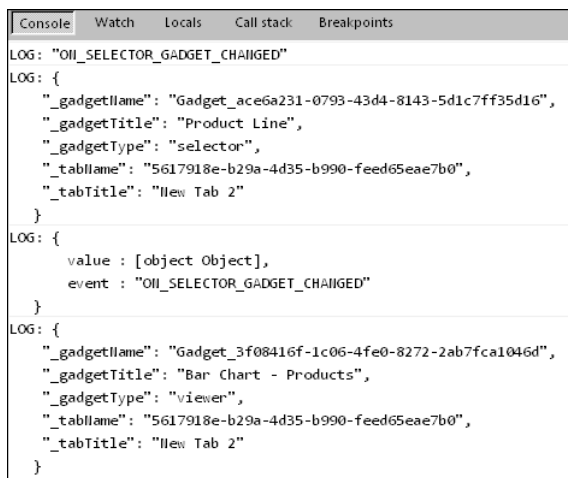 Console Watch Locals Call stack Breakpoints
LOG: "ON_SELECTOR_GADGET_CHANGED"
LOG: {
"_gadgetName": "Gadget_ace6a231-0793-43d4-8143-5d1c7ff35d16",
"_gadgetTitle": "Product Line",
"_gadgetType": "selector",
"_tabName": "5617918e-b29a-4d35-b990-feed65eae7b0",
"_tabTitle": "New Tab 2"
}
LOG: {
value : [object Object],
event : "ON_SELECTOR_GADGET_CHANGED"
}
LOG: {
"_gadgetName": "Gadget_3f08416f-1c06-4fe0-8272-2ab7fca1046d",
"_gadgetTitle": "Bar Chart - Products",
"_gadgetType": "viewer",
"_tabName": "5617918e-b29a-4d35-b990-feed65eae7b0",
"_tabTitle": "New Tab 2"
}